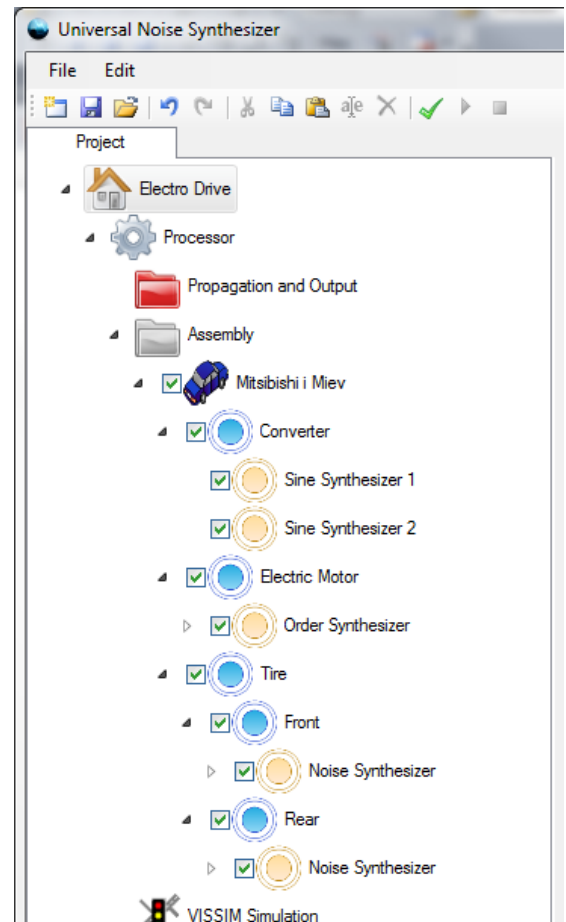 Universal Noise Synthesizer
File Edit
Project
Electro Drive
Processor
Propagation and Output
Assembly
Mitsibishi i Miev
Converter
Sine Synthesizer 1
Sine Synthesizer 2
Electric Motor
Order Synthesizer
Tire
Front
Noise Synthesizer
Rear
Noise Synthesizer
VISSIM Simulation